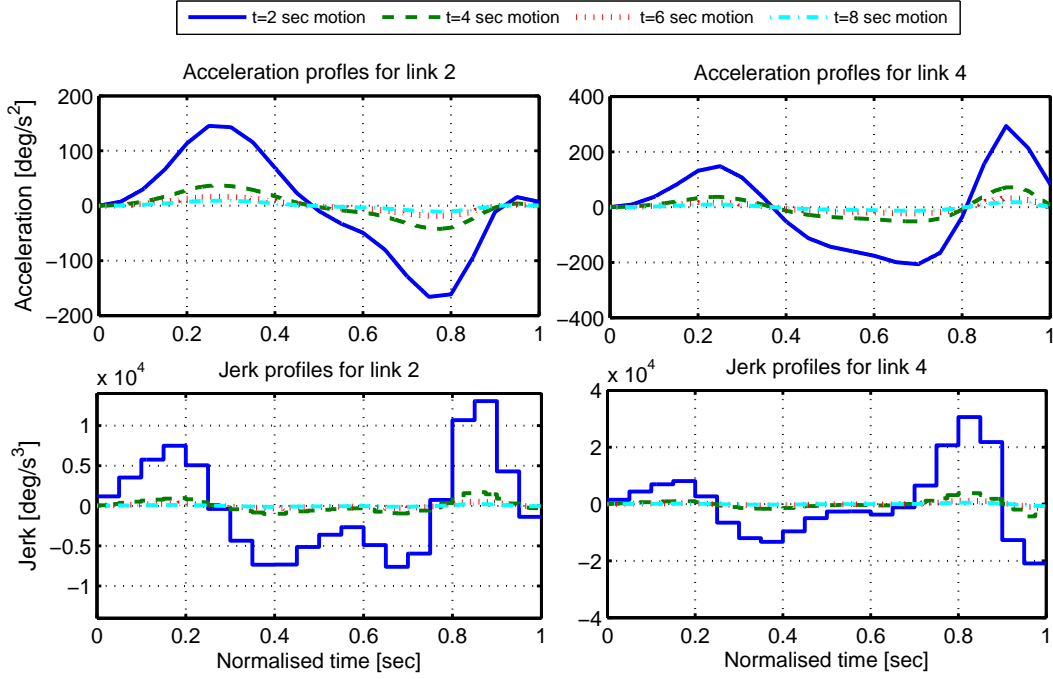 t=2 sec motion t=4 sec motion t=6 sec motion t=8 sec motion
Acceleration profles for link 2
Acceleration profles for link 4
Acceleration [deg/s²]
200
100
0
−100
−200
0 0.2 0.4 0.6 0.8 1
400
200
0
−200
−400
0 0.2 0.4 0.6 0.8 1
x 10⁴
Jerk profiles for link 2
x 10⁴
Jerk profiles for link 4
Jerk [deg/s³]
1
0.5
0
−0.5
−1
0 0.2 0.4 0.6 0.8 1
Normalised time [sec]
4
2
0
−2
−4
0 0.2 0.4 0.6 0.8 1
Normalised time [sec]